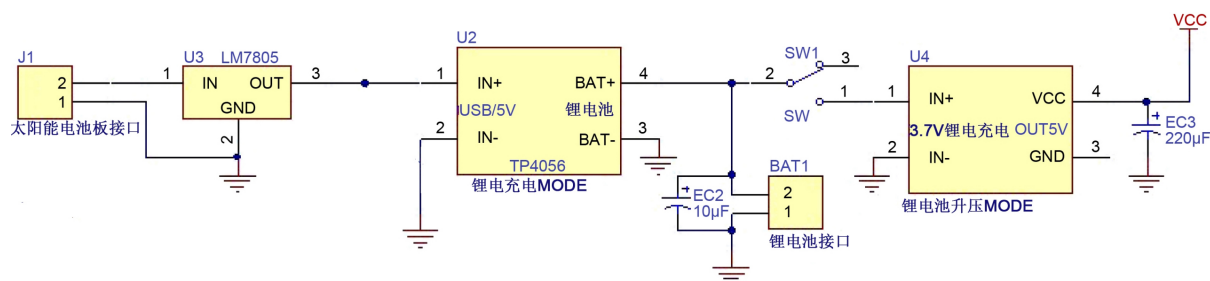 VCC
J1
2
1
太阳能电池板接口
1
U3
LM7805
IN
OUT
GND
2
3
U2
1
IN+
USB/5V
2
IN-
BAT+
锂电池
BAT-
TP4056
锂电充电MODE
4
3
EC2
10μF
BAT1
2
1
锂电池接口
SW1
3
2
1
SW
U4
1
IN+
VCC
4
3.7V锂电充电
OUT5V
2
IN-
GND
3
锂电池升压MODE
EC3
220μF